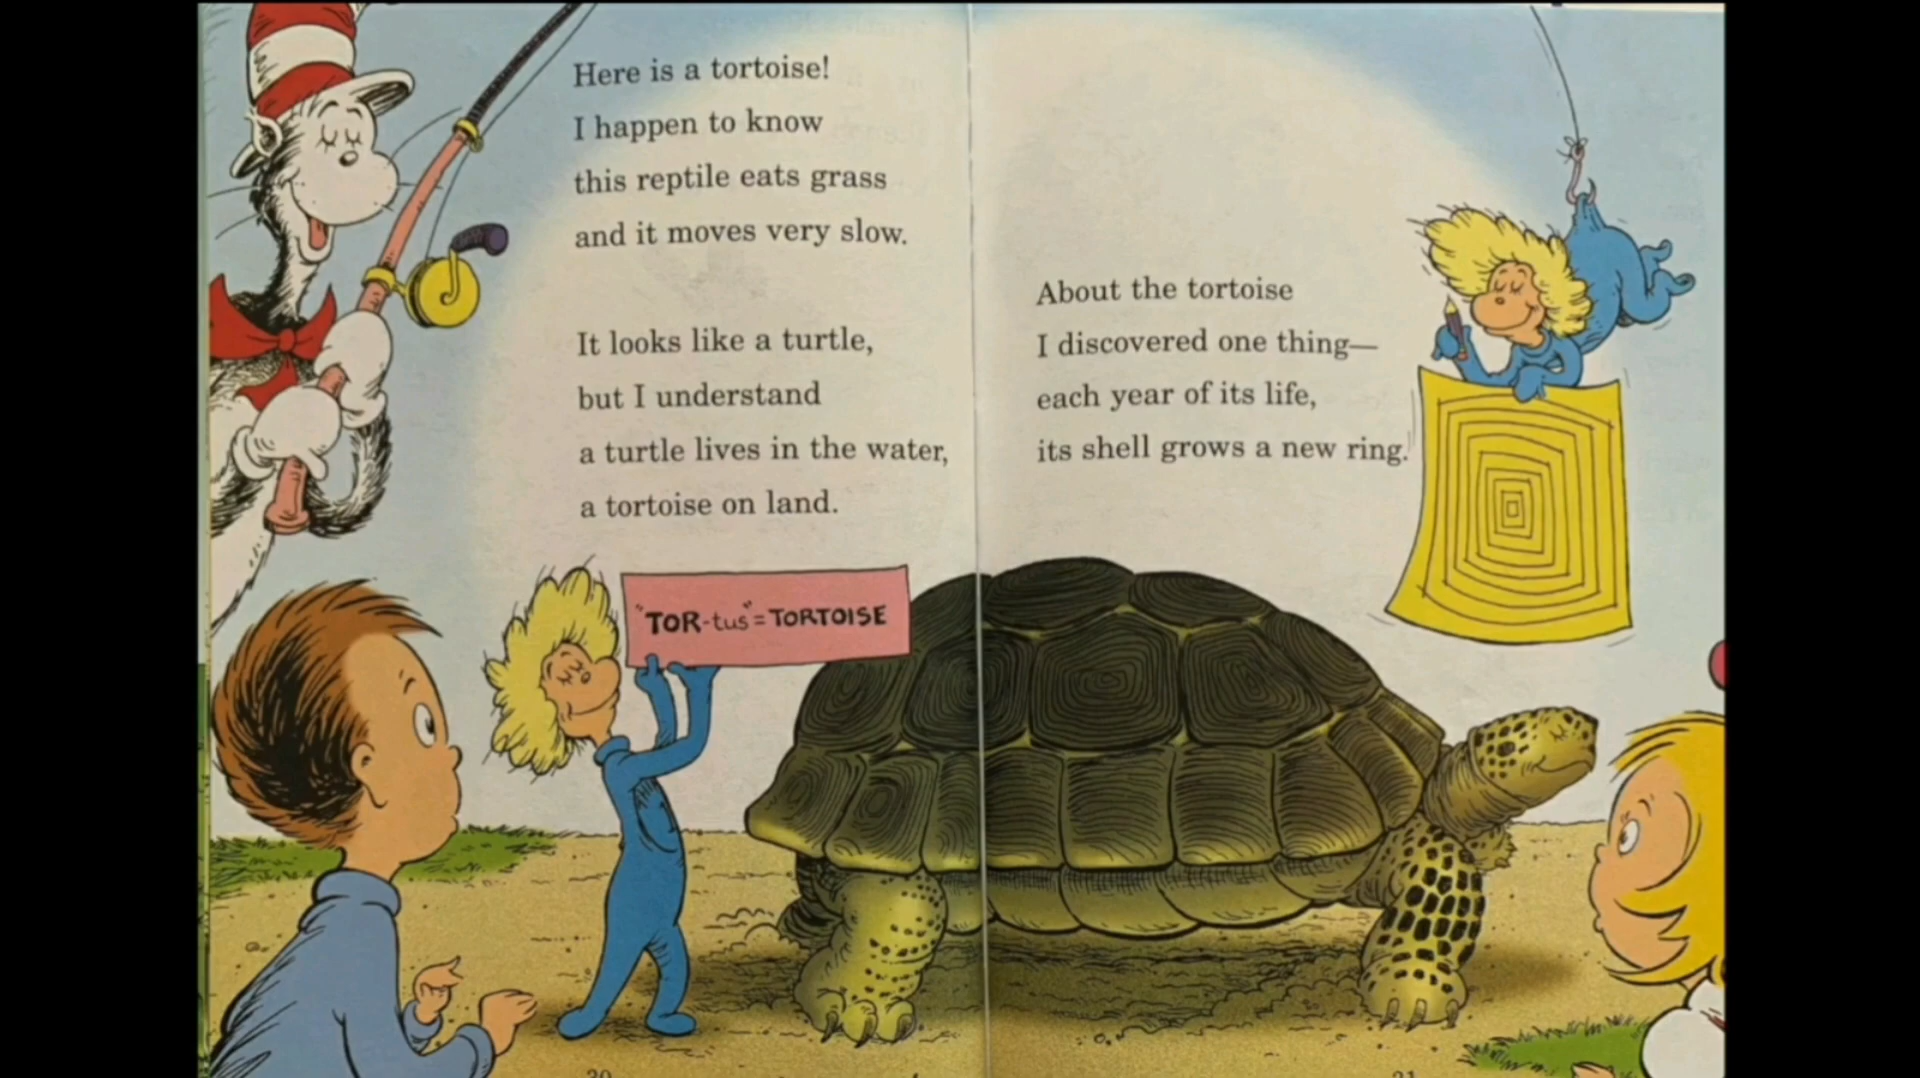 Here is a tortoise!
I happen to know
this reptile eats grass
and it moves very slow.
It looks like a turtle,
but I understand
a turtle lives in the water,
a tortoise on land.
"TOR-tus"=TORTOISE
About the tortoise
I discovered one thing—
each year of its life,
its shell grows a new ring.